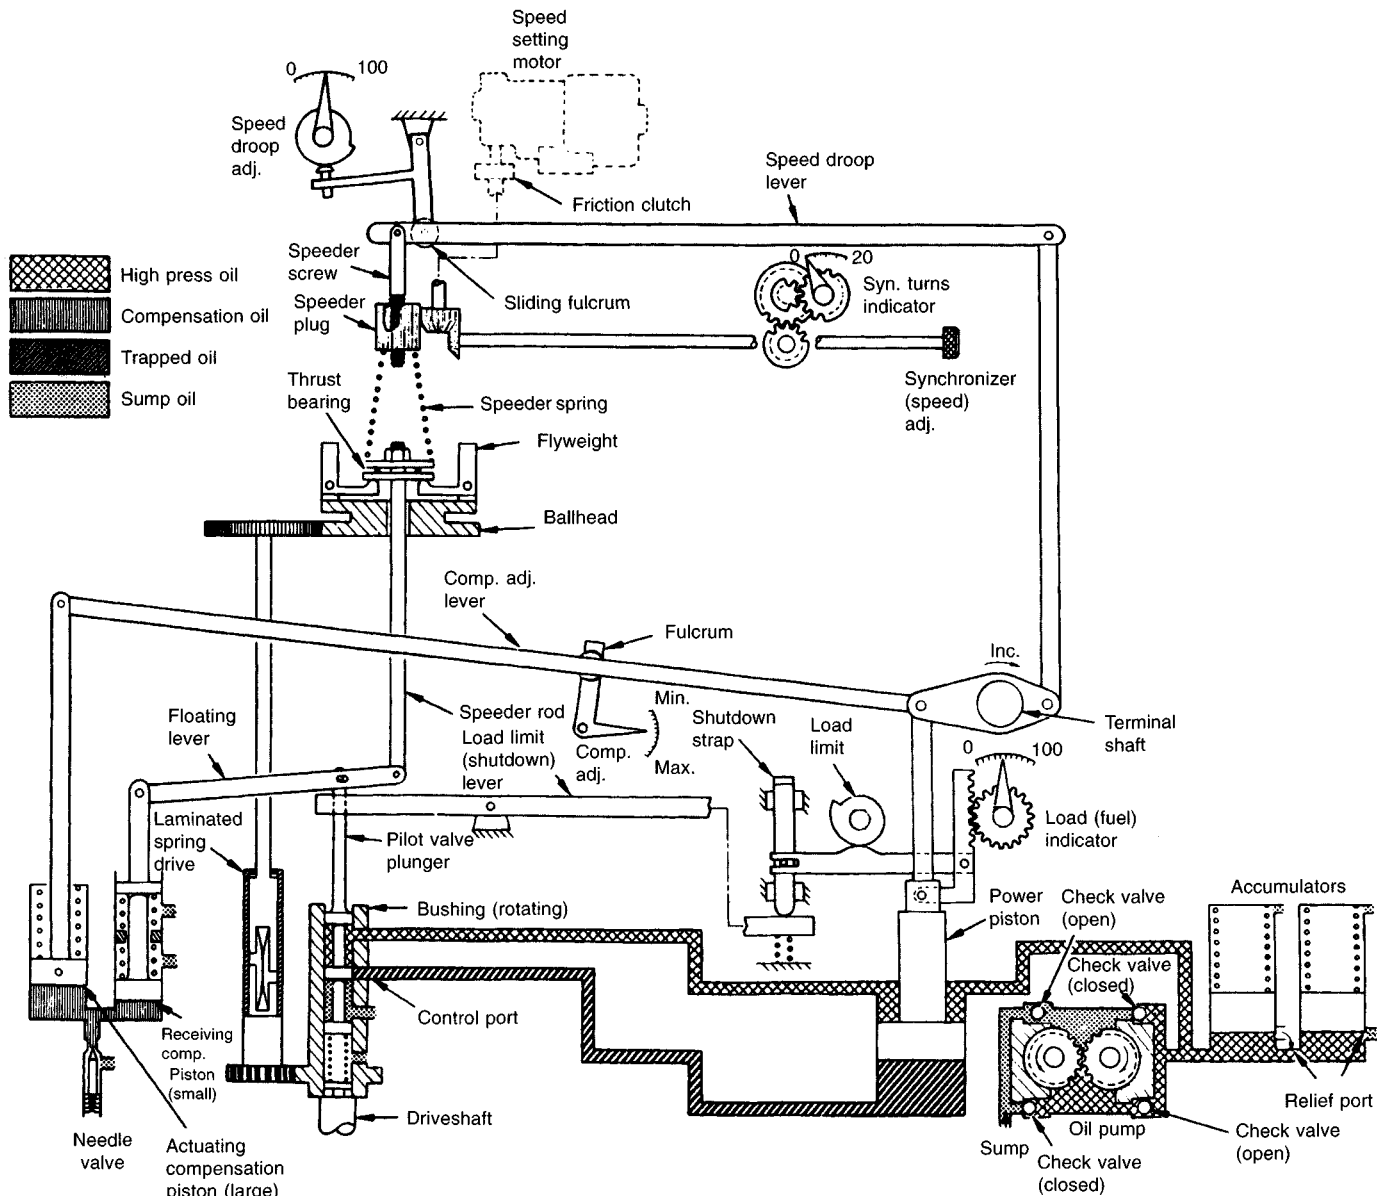 Speed
setting
motor
0 100
Speed
droop
adj.
Friction clutch
Speed droop
lever
High press oil
Compensation oil
Trapped oil
Sump oil
Speeder
screw
Speeder
plug
Sliding fulcrum
0 20
Syn. turns
indicator
Synchronizer
(speed)
adj.
Thrust
bearing
Speeder spring
Flyweight
Ballhead
Comp. adj.
lever
Fulcrum
Min.
Comp.
adj.
Max.
Inc.
Terminal
shaft
Floating
lever
Speeder rod
Load limit
(shutdown)
lever
Shutdown
strap
Load
limit
0 100
Load (fuel)
indicator
Laminated
spring
drive
Pilot valve
plunger
Bushing (rotating)
Power
piston
Check valve
(open)
Check valve
(closed)
Accumulators
Control port
Receiving
comp.
Piston
(small)
Driveshaft
Needle
valve
Actuating
compensation
piston (large)
Sump
Oil pump
Check valve
(closed)
Check valve
(open)
Relief port